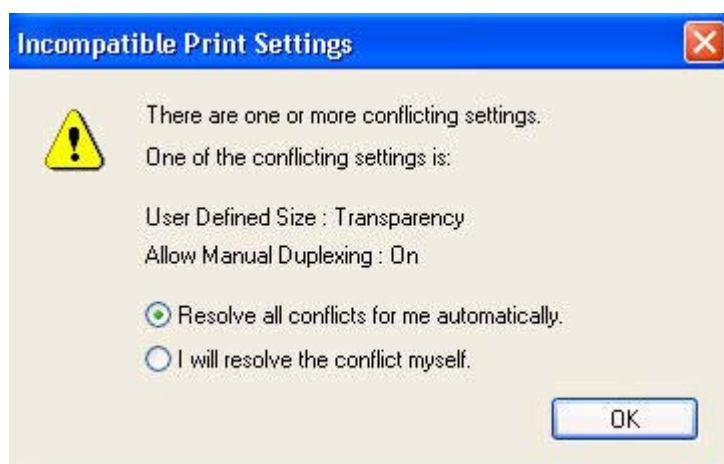 Incompatible Print Settings
There are one or more conflicting settings.
One of the conflicting settings is:
User Defined Size : Transparency
Allow Manual Duplexing : On
Resolve all conflicts for me automatically.
I will resolve the conflict myself.
OK